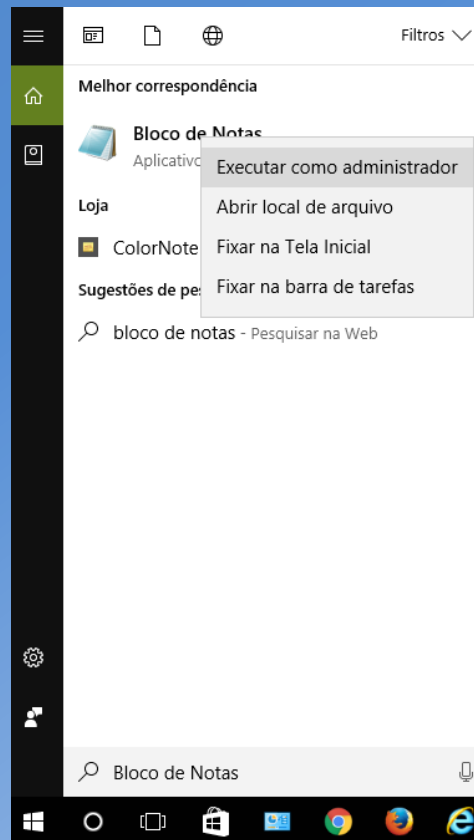 Filtros
Melhor correspondência
Bloco de Notas
Aplicativo
Executar como administrador
Abrir local de arquivo
Fixar na Tela Inicial
Fixar na barra de tarefas
Loja
ColorNote
Sugestões de
bloco de notas - Pesquisar na Web
Bloco de Notas